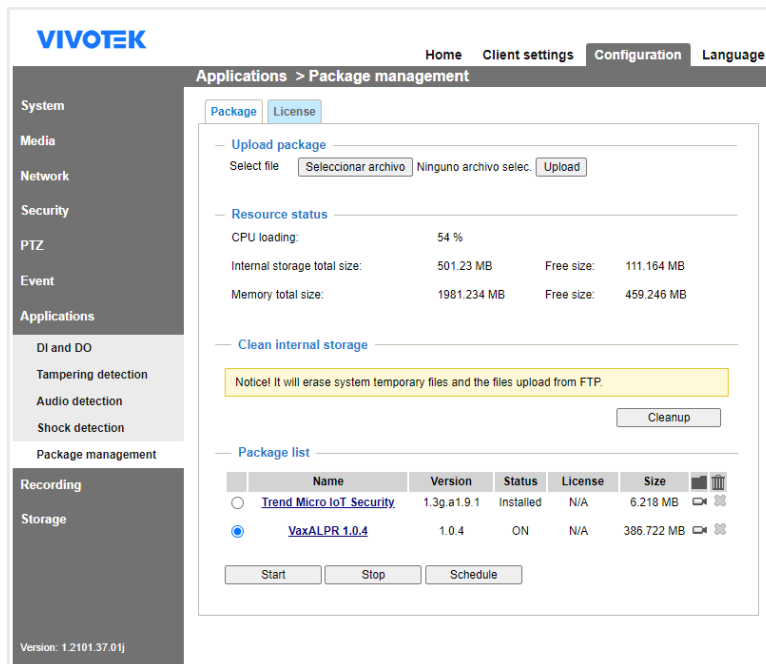 VIVOTEK
Home Client settings Configuration Language
Applications > Package management
System
Media
Network
Security
PTZ
Event
Applications
DI and DO
Tampering detection
Audio detection
Shock detection
Package management
Recording
Storage
Version: 1.2101.37.01j
Package License
Upload package
Select file Seleccionar archivo Ninguno archivo selec. Upload
Resource status
CPU loading: 54 %
Internal storage total size: 501.23 MB Free size: 111.164 MB
Memory total size: 1981.234 MB Free size: 459.246 MB
Clean internal storage
Notice! It will erase system temporary files and the files upload from FTP.
Cleanup
Package list
Name Version Status License Size
Trend Micro IoT Security 1.3g.a1.9.1 Installed N/A 6.218 MB
VaxALPR 1.0.4 1.0.4 ON N/A 386.722 MB
Start Stop Schedule